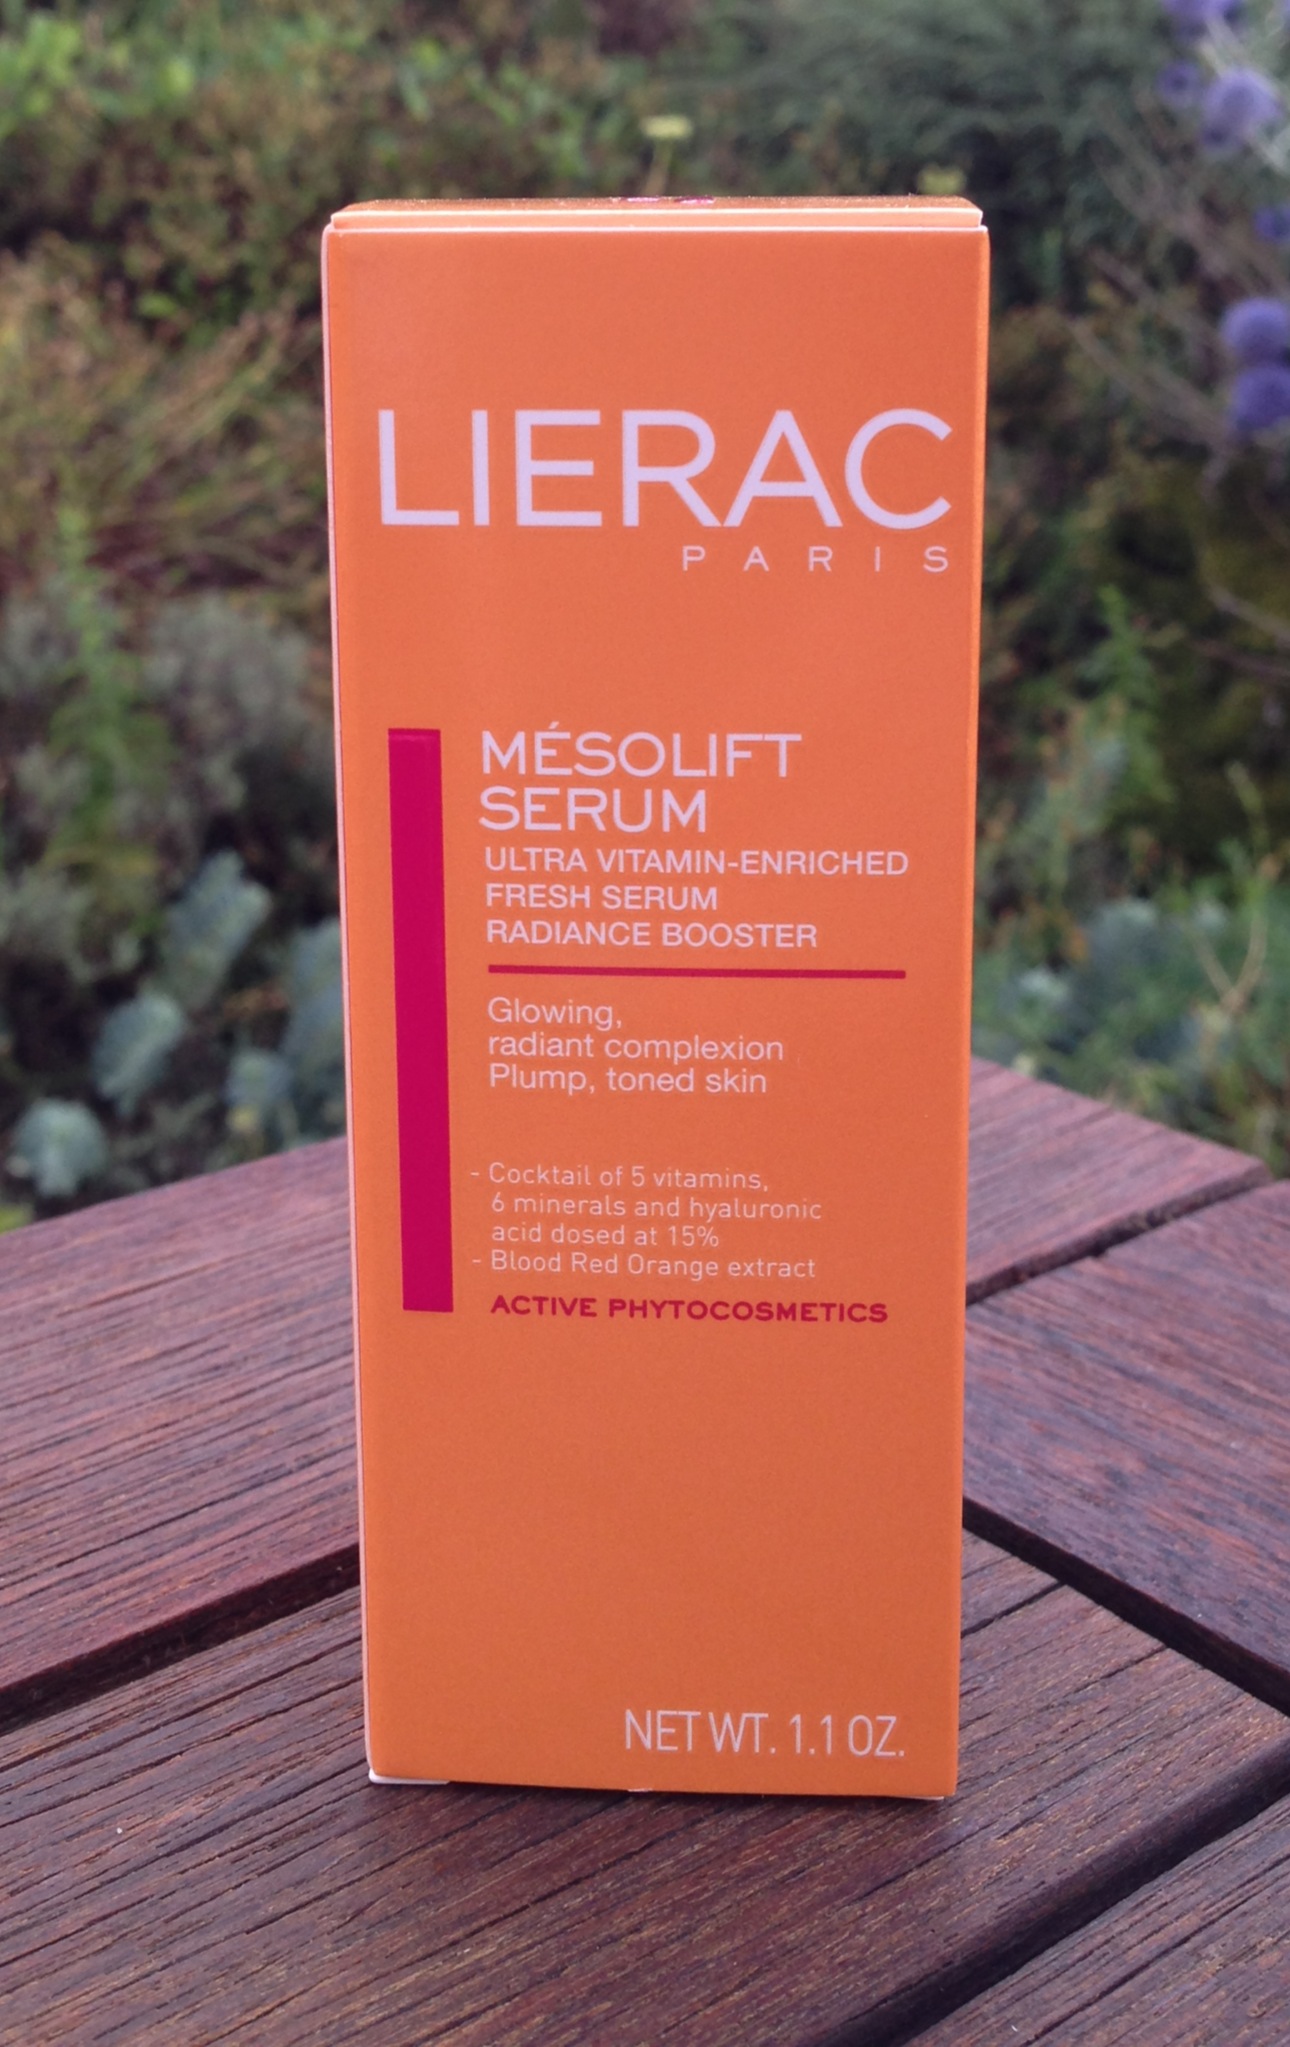 LIERAC
PARIS
MÉSOLIFT
SERUM
ULTRA VITAMIN-ENRICHED
FRESH SERUM
RADIANCE BOOSTER
Glowing,
radiant complexion
Plump, toned skin
- Cocktail of 5 vitamins,
6 minerals and hyaluronic
acid dosed at 15%
- Blood Red Orange extract
ACTIVE PHYTOCOSMETICS
NET WT. 1.1 OZ.